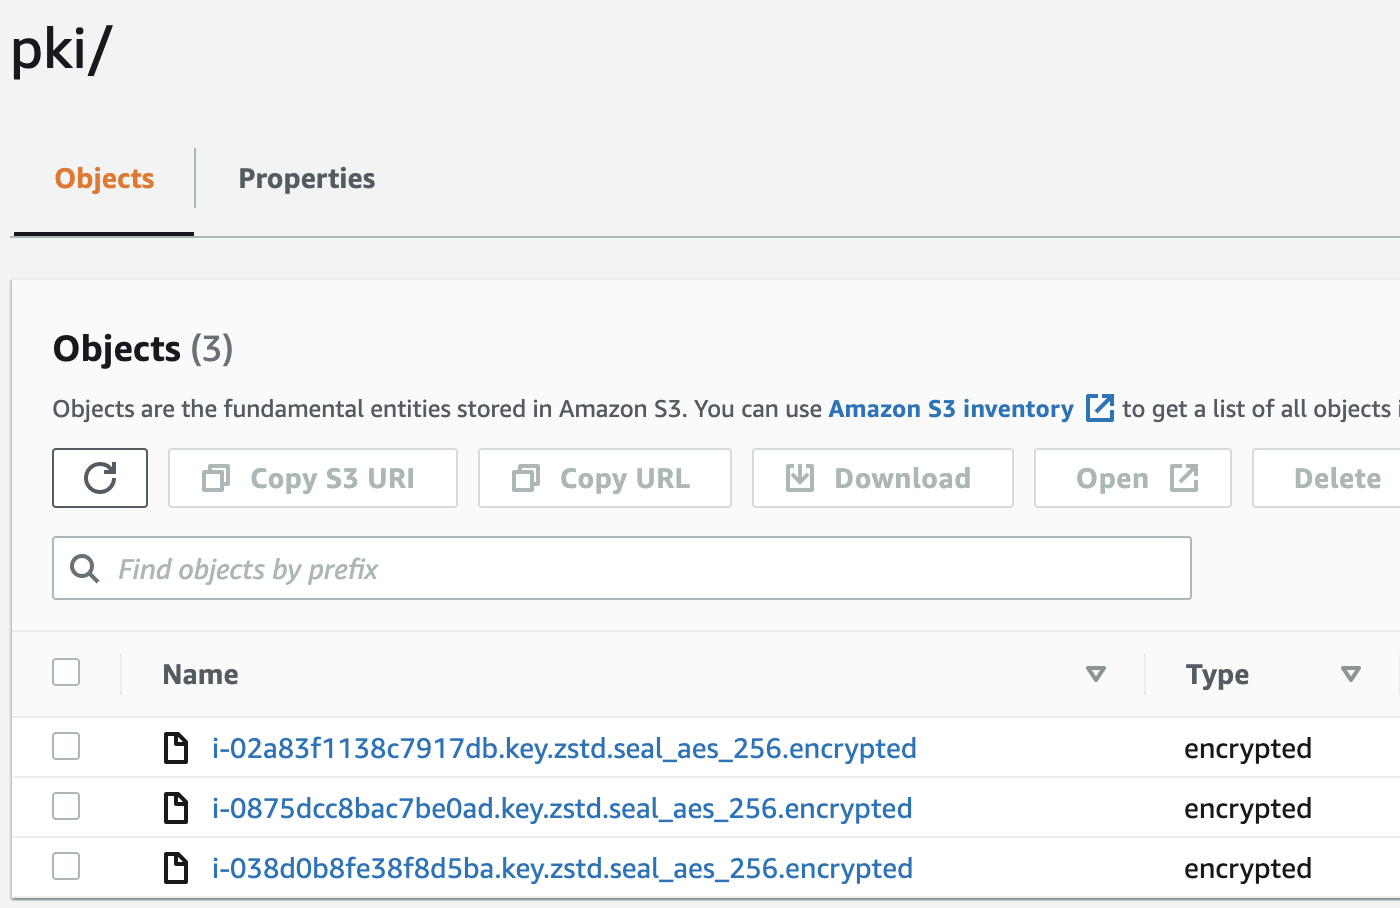 pki/
Objects
Properties
Objects (3)
Objects are the fundamental entities stored in Amazon S3. You can use Amazon S3 inventory to get a list of all objects
Copy S3 URI
Copy URL
Download
Open
Delete
Find objects by prefix
Name
Type
i-02a83f1138c7917db.key.zstd.seal_aes_256.encrypted
encrypted
i-0875dcc8bac7be0ad.key.zstd.seal_aes_256.encrypted
encrypted
i-038d0b8fe38f8d5ba.key.zstd.seal_aes_256.encrypted
encrypted